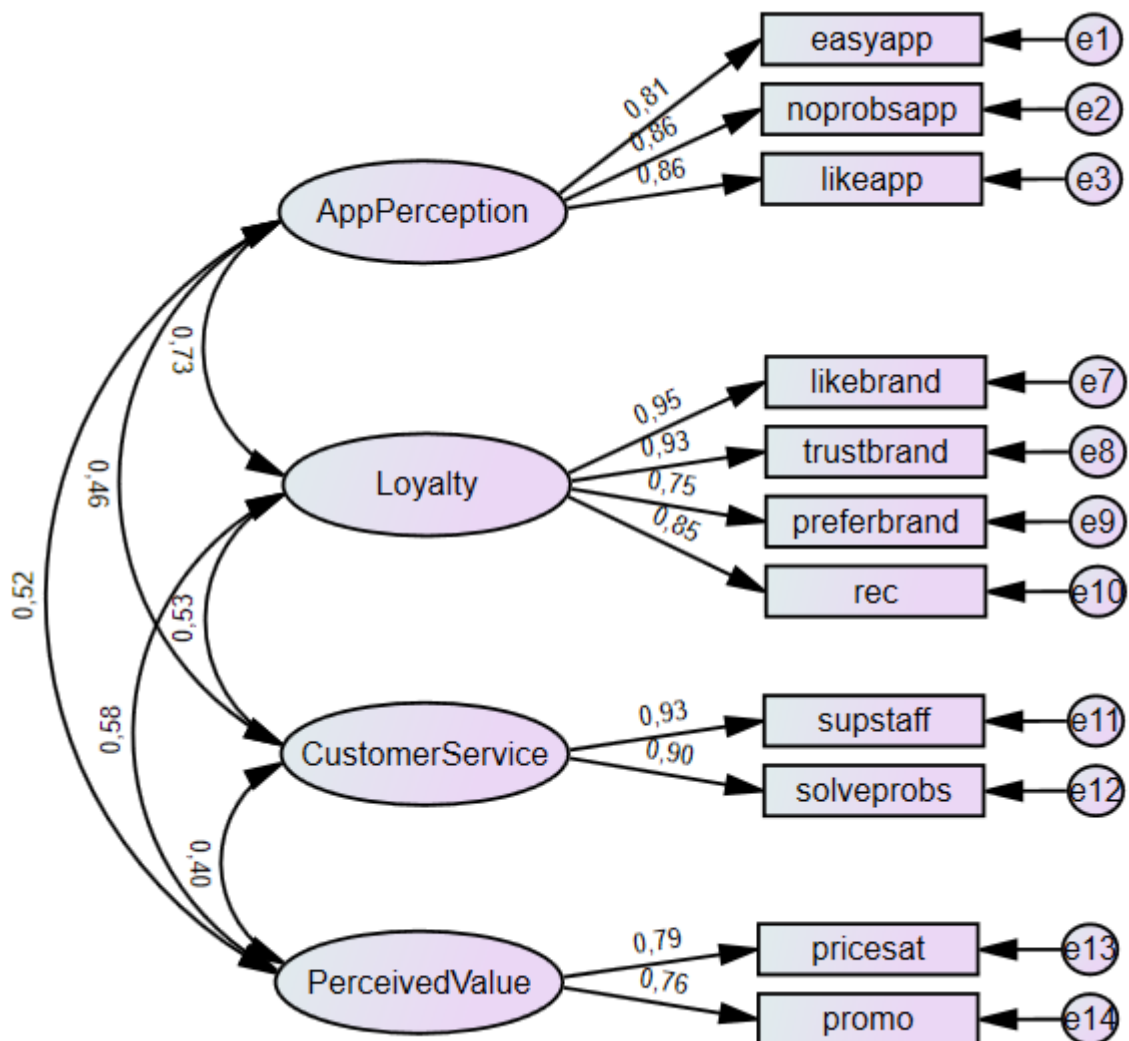 easyapp
e1
0,81
noprobsapp
e2
0,86
likeapp
e3
0,86
AppPerception
0,73
likebrand
e7
0,95
trustbrand
e8
0,93
Loyalty
0,75
preferbrand
e9
0,85
rec
e10
0,46
0,52
0,53
0,58
supstaff
e11
0,93
CustomerService
0,90
solveprobs
e12
0,40
pricesat
e13
0,79
PerceivedValue
0,76
promo
e14